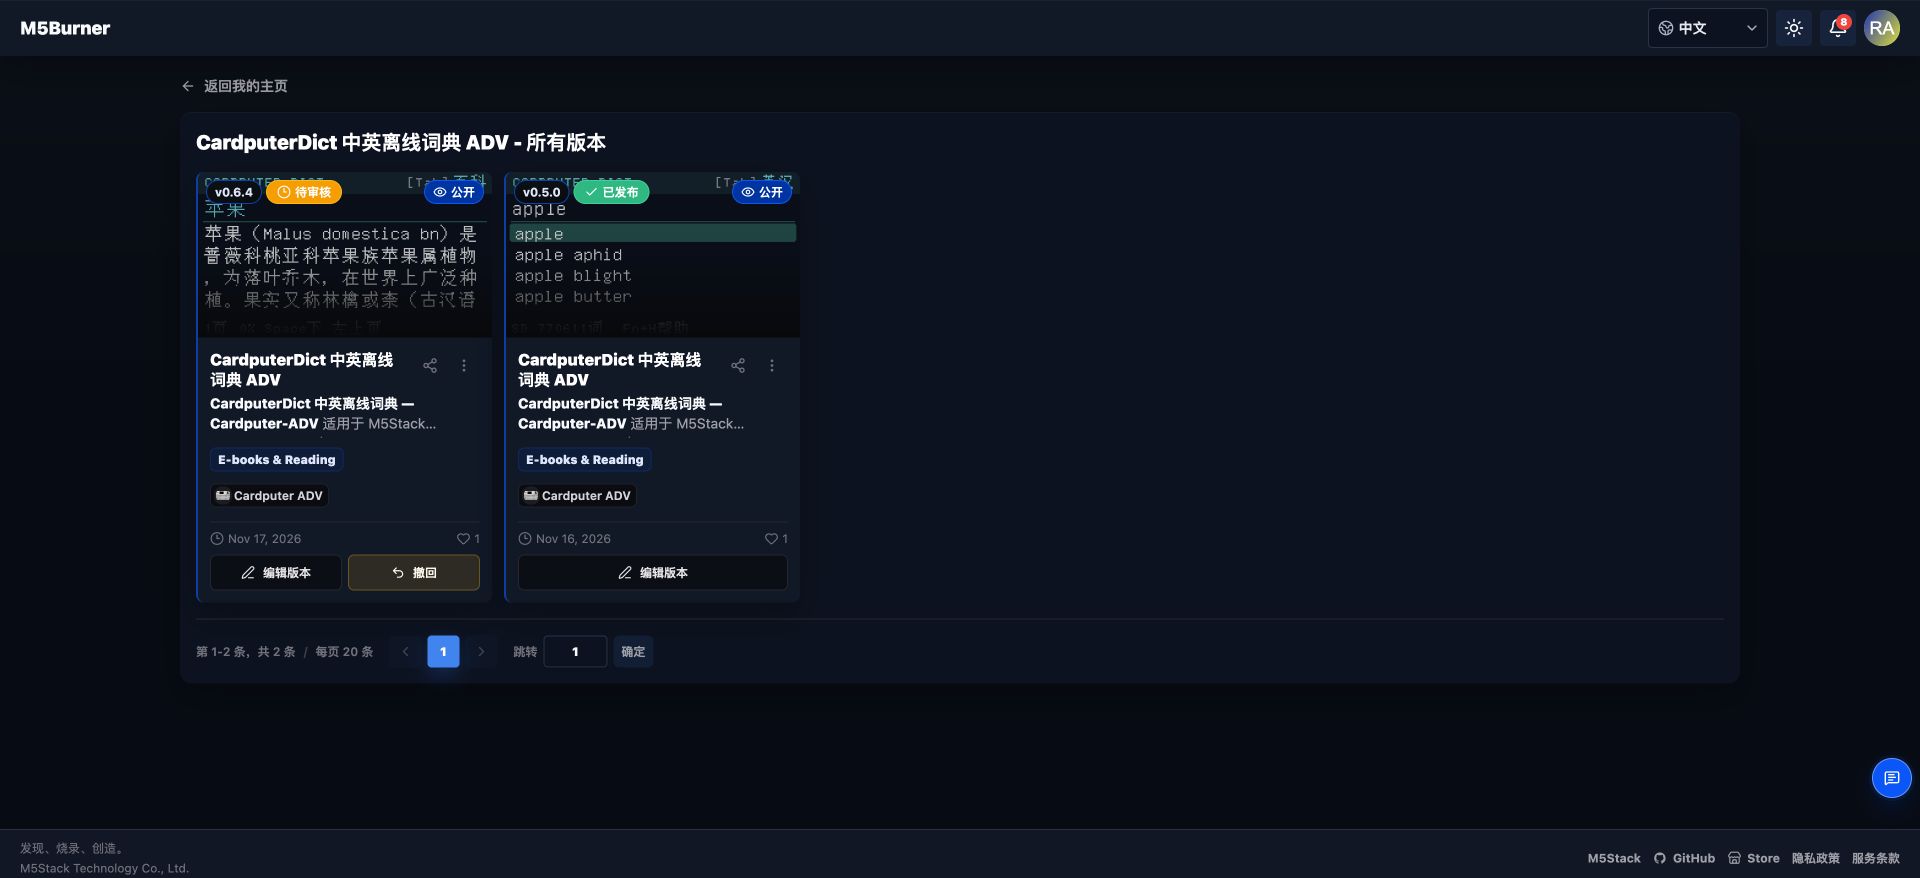 M5Burner
中文
8
RA
返回我的主页
CardputerDict 中英离线词典 ADV - 所有版本
v0.6.4
待审核
公开
苹果
苹果（Malus domestica bn）是
蔷薇科桃亚科苹果族苹果属植物
，为落叶乔木，在世界上广泛种
植。果实又称林檎或柰（古汉语
CardputerDict 中英离线
词典 ADV
CardputerDict 中英离线词典 —
Cardputer-ADV 适用于 M5Stack...
E-books & Reading
Cardputer ADV
Nov 17, 2026
1
编辑版本
撤回
v0.5.0
已发布
公开
apple
apple
apple aphid
apple blight
apple butter
CardputerDict 中英离线
词典 ADV
CardputerDict 中英离线词典 —
Cardputer-ADV 适用于 M5Stack...
E-books & Reading
Cardputer ADV
Nov 16, 2026
1
编辑版本
第 1-2 条，共 2 条 / 每页 20 条
1
跳转
1
确定
发现、烧录、创造。
M5Stack Technology Co., Ltd.
M5Stack
GitHub
Store
隐私政策
服务条款